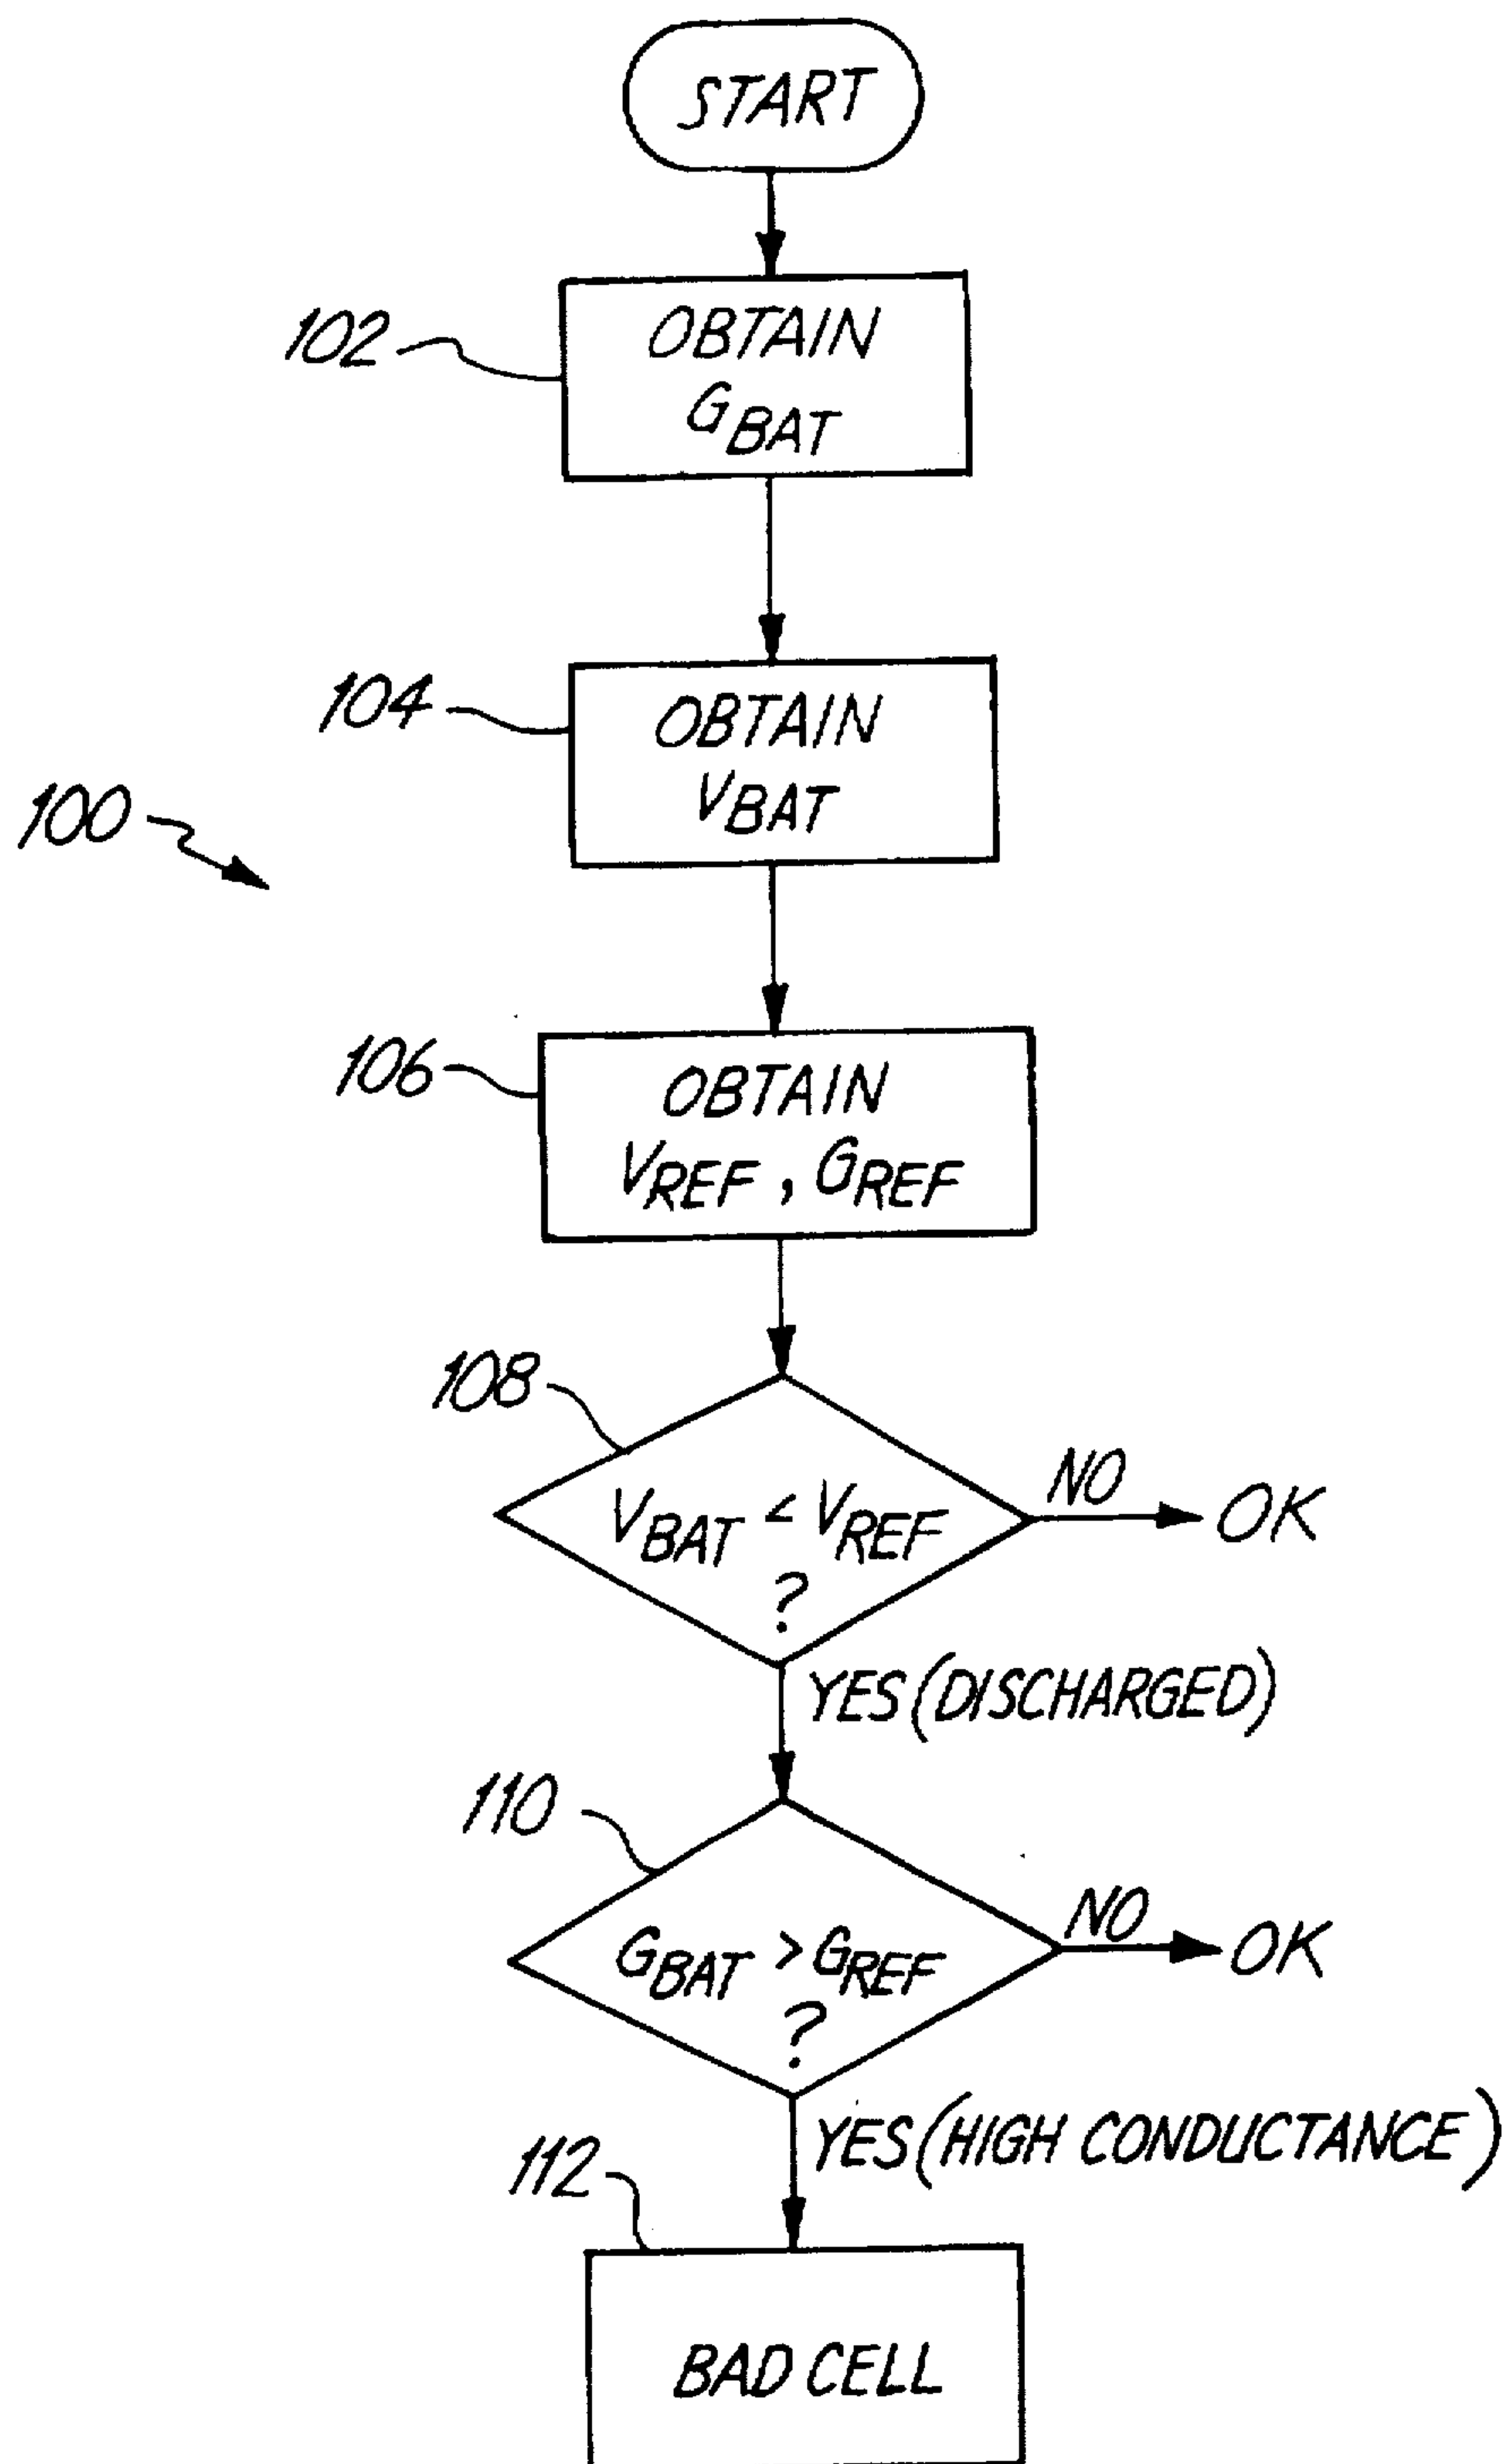 START
102
OBTAIN
GBAT
104
OBTAIN
VBAT
100
106
OBTAIN
VREF, GREF
108
VBAT < VREF
?
NO
OK
YES (DISCHARGED)
110
GBAT > GREF
?
NO
OK
YES (HIGH CONDUCTANCE)
112
BAD CELL